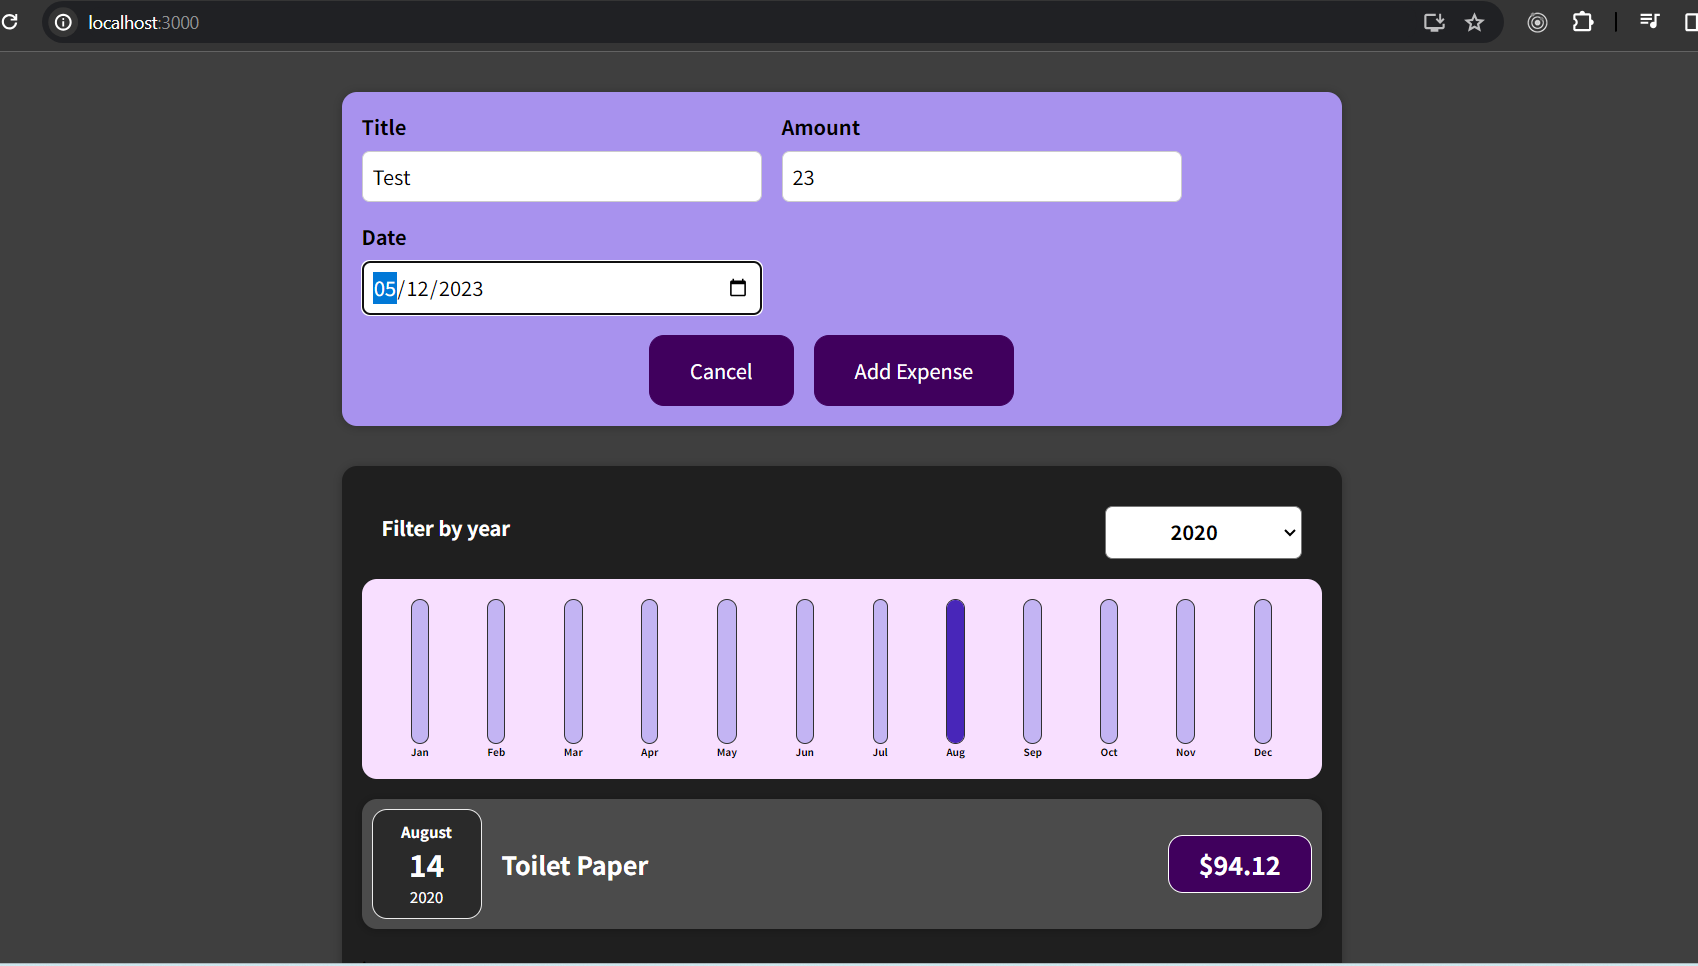 localhost:3000
Title
Amount
Test
23
Date
05/12/2023
Cancel
Add Expense
Filter by year
2020
Jan Feb Mar Apr May Jun Jul Aug Sep Oct Nov Dec
August
14
2020
Toilet Paper
$94.12